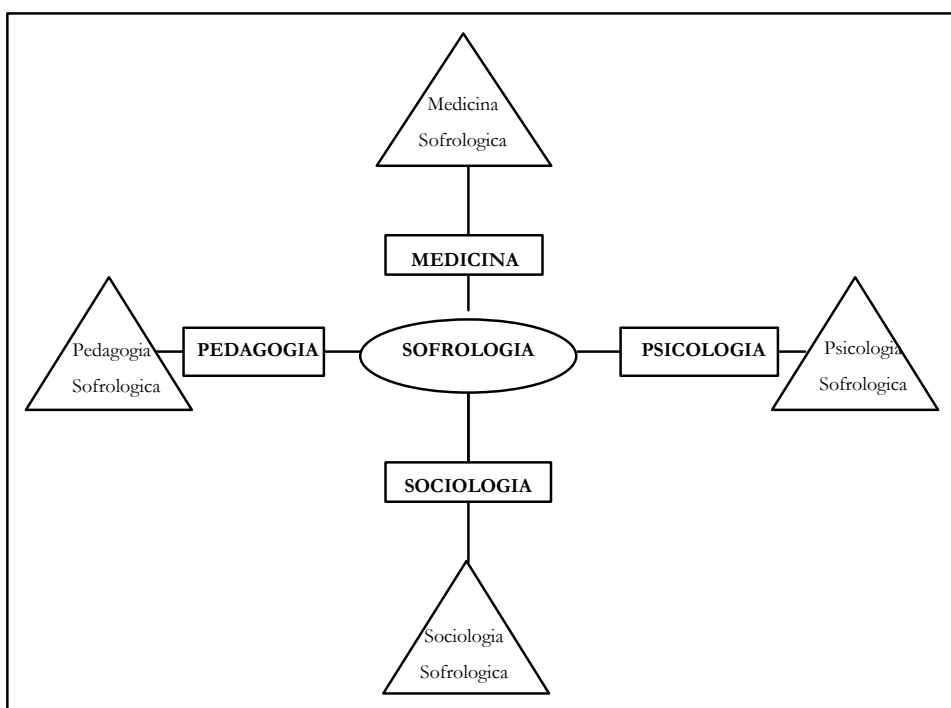 Medicina
Sofrologica
MEDICINA
Pedagogia
Sofrologica
PEDAGOGIA
SOFROLOGIA
PSICOLOGIA
Psicologia
Sofrologica
SOCIOLOGIA
Sociologia
Sofrologica